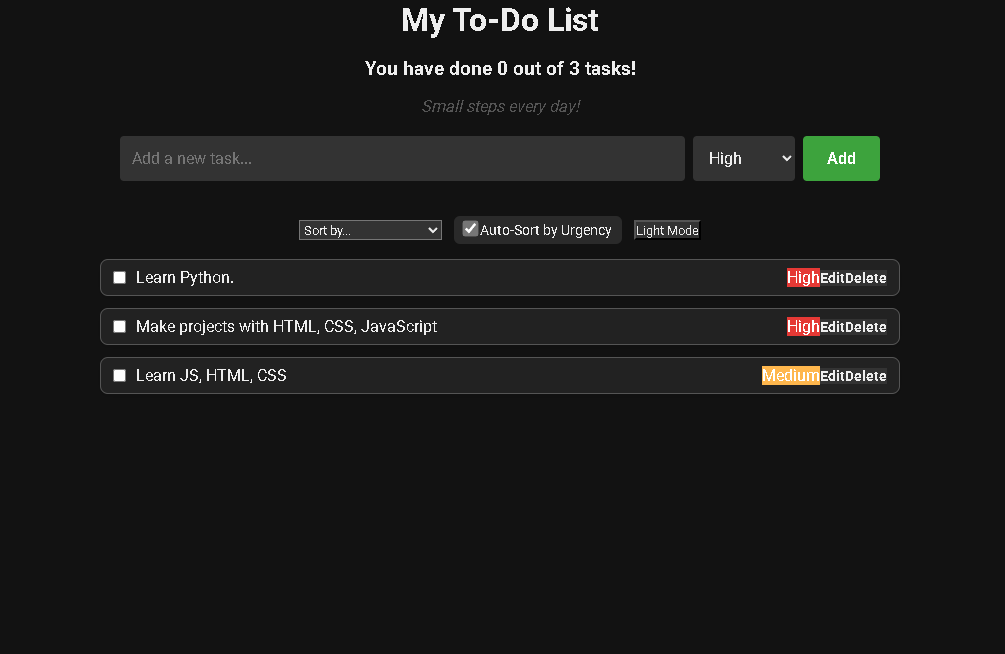 My To-Do List
You have done 0 out of 3 tasks!
Small steps every day!
Add a new task... High Add
Sort by... Auto-Sort by Urgency Light Mode
Learn Python. High Edit Delete
Make projects with HTML, CSS, JavaScript High Edit Delete
Learn JS, HTML, CSS Medium Edit Delete